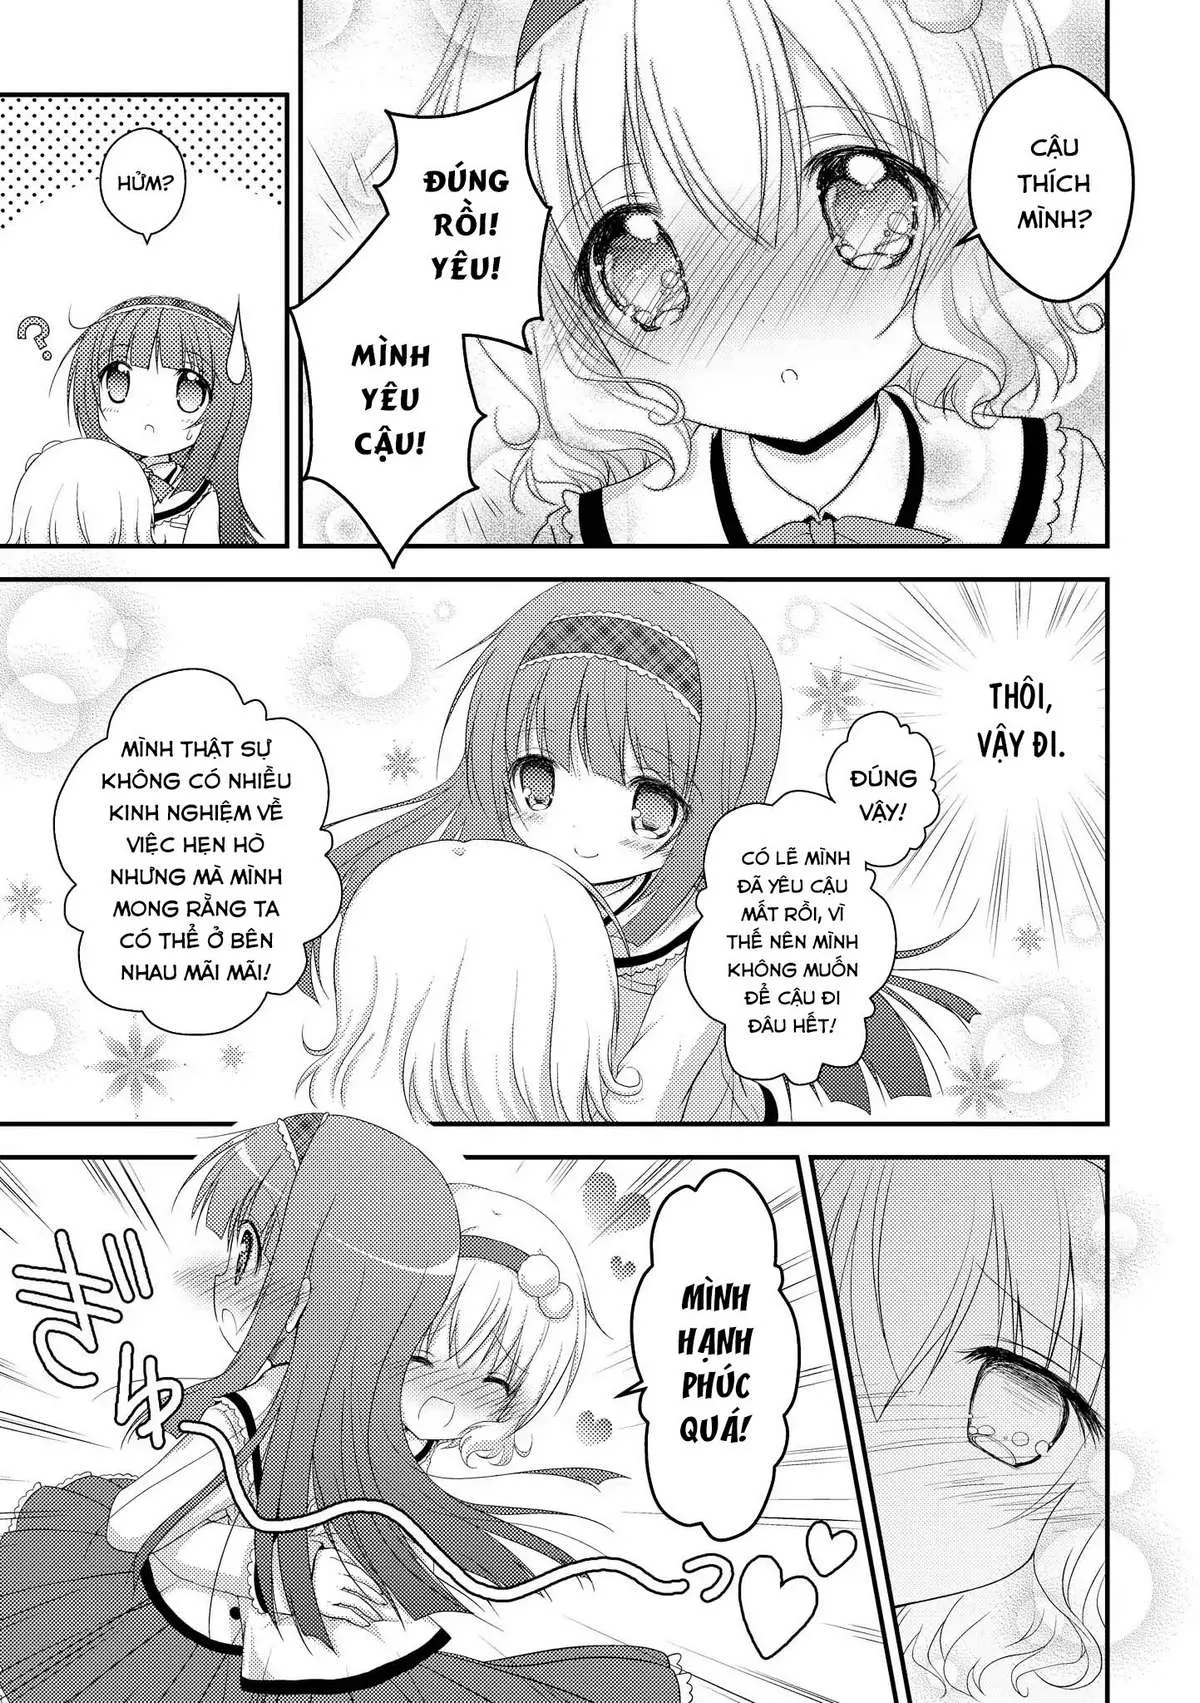 CẬU
THÍCH
MÌNH?
ĐÚNG
RỒI!
YÊU!
MÌNH
YÊU
CẬU!
HỬM?
?
THÔI,
VẬY ĐI.
ĐÚNG
VẬY!
CÓ LẼ MÌNH
ĐÃ YÊU CẬU
MẤT RỒI, VÌ
THẾ NÊN MÌNH
KHÔNG MUỐN
ĐỂ CẬU ĐI
ĐÂU HẾT!
MÌNH THẬT SỰ
KHÔNG CÓ NHIỀU
KINH NGHIỆM VỀ
VIỆC HẸN HÒ
NHƯNG MÀ MÌNH
MONG RẰNG TA
CÓ THỂ Ở BÊN
NHAU MÃI MÃI!
MÌNH
HẠNH
PHÚC
QUÁ!
ぎゅ〜っ